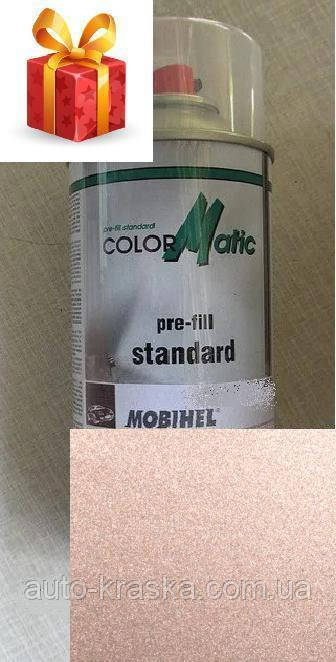 pre-fill standard
COLORMatic
pre-fill
standard
MOBIHEL®
auto-kraska.com.ua